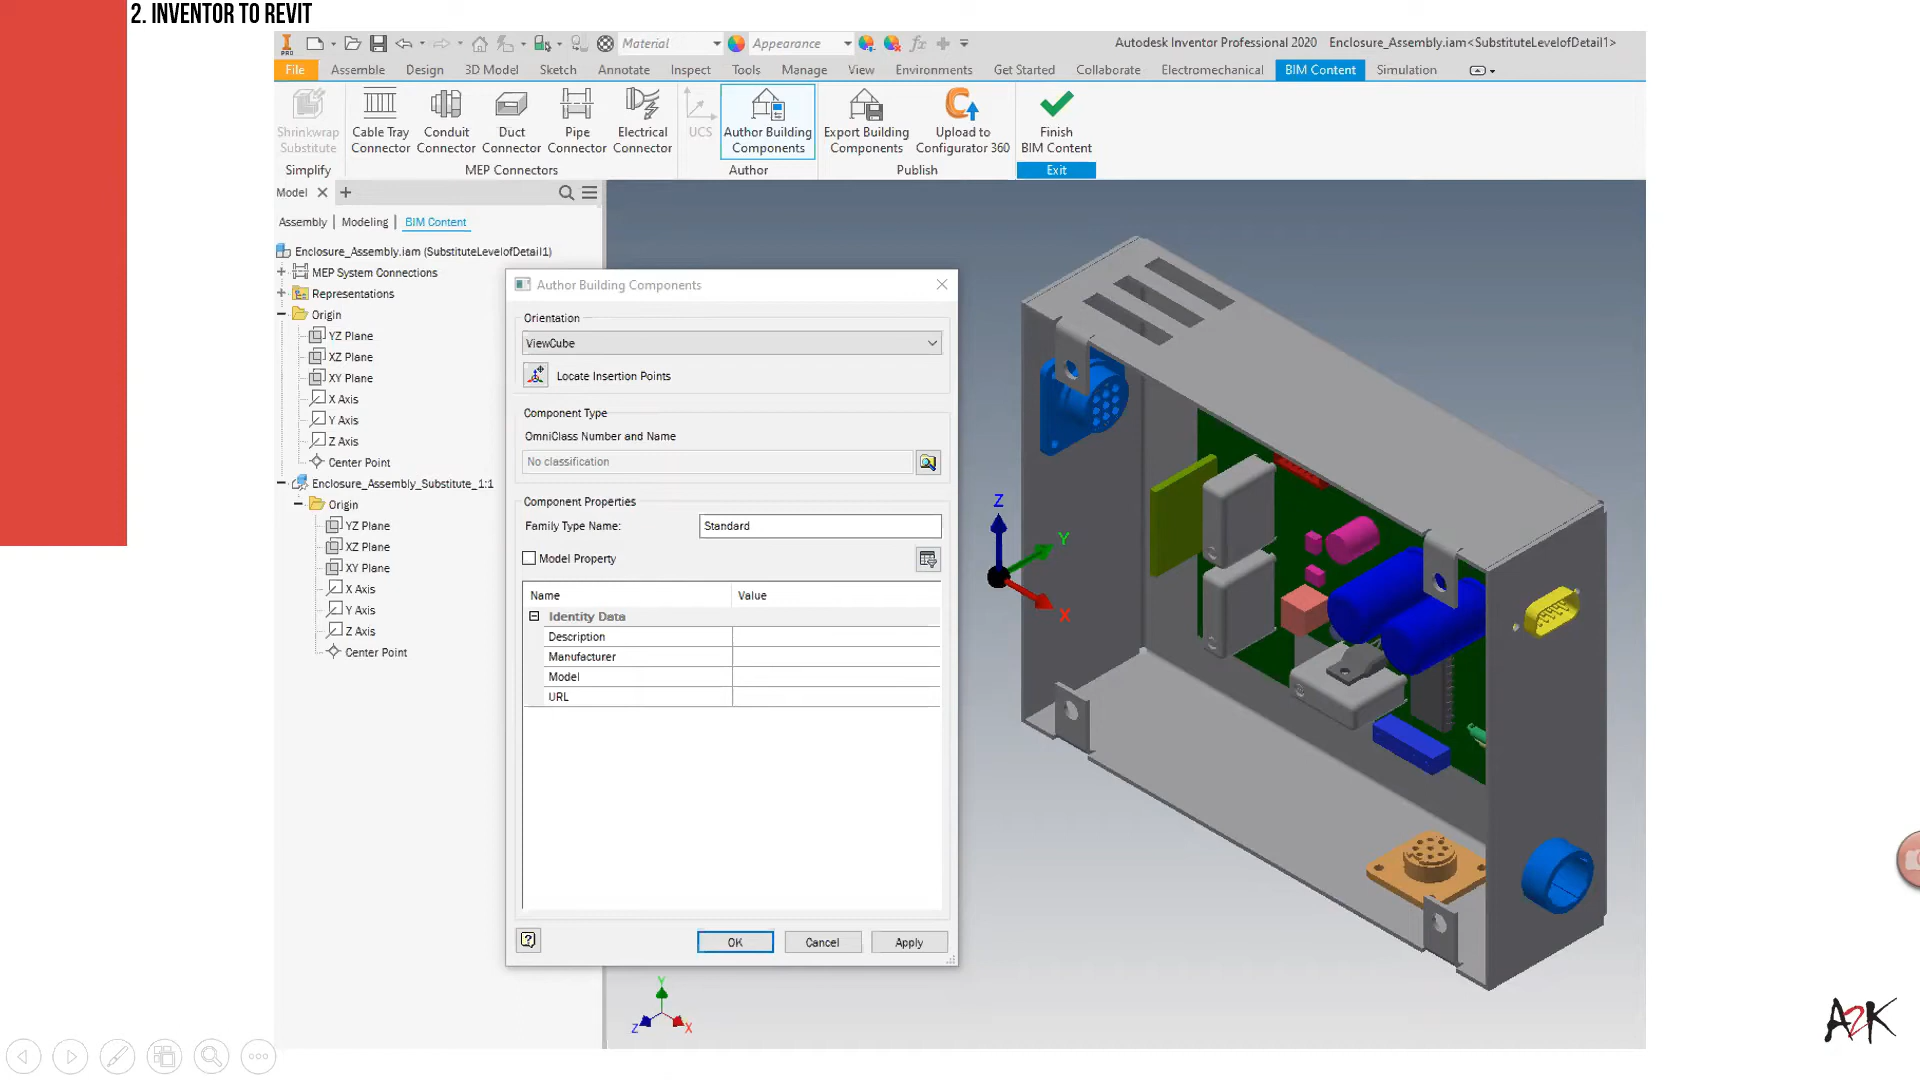 2. INVENTOR TO REVIT
Material
Appearance
Autodesk Inventor Professional 2020 Enclosure_Assembly.iam<SubstituteLevelofDetail1>
File Assemble Design 3D Model Sketch Annotate Inspect Tools Manage View Environments Get Started Collaborate Electromechanical BIM Content Simulation
Shrinkwrap Substitute
Cable Tray Connector
Conduit Connector
Duct Connector
Pipe Connector
Electrical Connector
UCS
Author Building Components
Export Building Components
Upload to Configurator 360
Finish BIM Content
Simplify MEP Connectors Author Publish Exit
Model
Assembly | Modeling | BIM Content
Enclosure_Assembly.iam (SubstituteLevelofDetail1)
MEP System Connections
Representations
Origin
YZ Plane
XZ Plane
XY Plane
X Axis
Y Axis
Z Axis
Center Point
Enclosure_Assembly_Substitute_1:1
Origin
YZ Plane
XZ Plane
XY Plane
X Axis
Y Axis
Z Axis
Center Point
Author Building Components
Orientation
ViewCube
Locate Insertion Points
Component Type
OmniClass Number and Name
No classification
Component Properties
Family Type Name: Standard
Model Property
Name Value
Identity Data
Description
Manufacturer
Model
URL
OK Cancel Apply
Z
Y
X
Y
Z
X
A2K